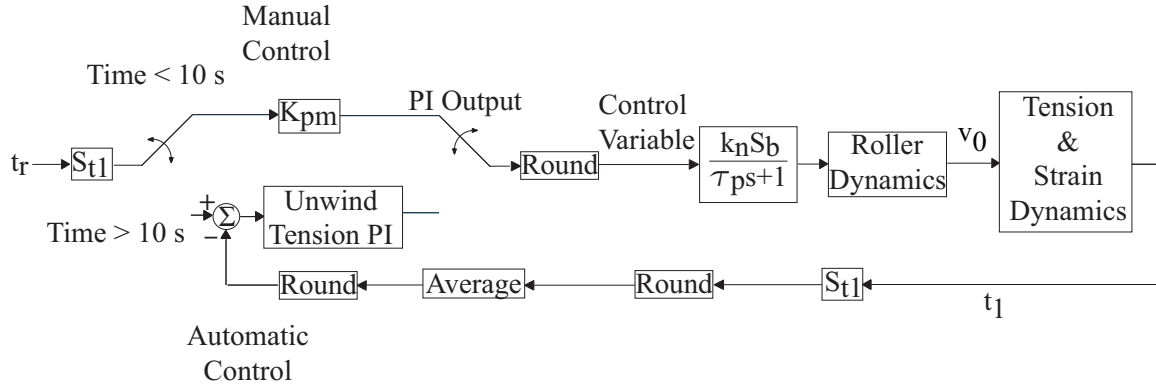 Manual
Control
Time < 10 s
tr
St1
Kpm
PI Output
Round
Control
Variable
knSb
τps+1
Roller
Dynamics
v0
Tension
&
Strain
Dynamics
+
−
Σ
Time > 10 s
Unwind
Tension PI
Round
Average
Round
St1
t1
Automatic
Control